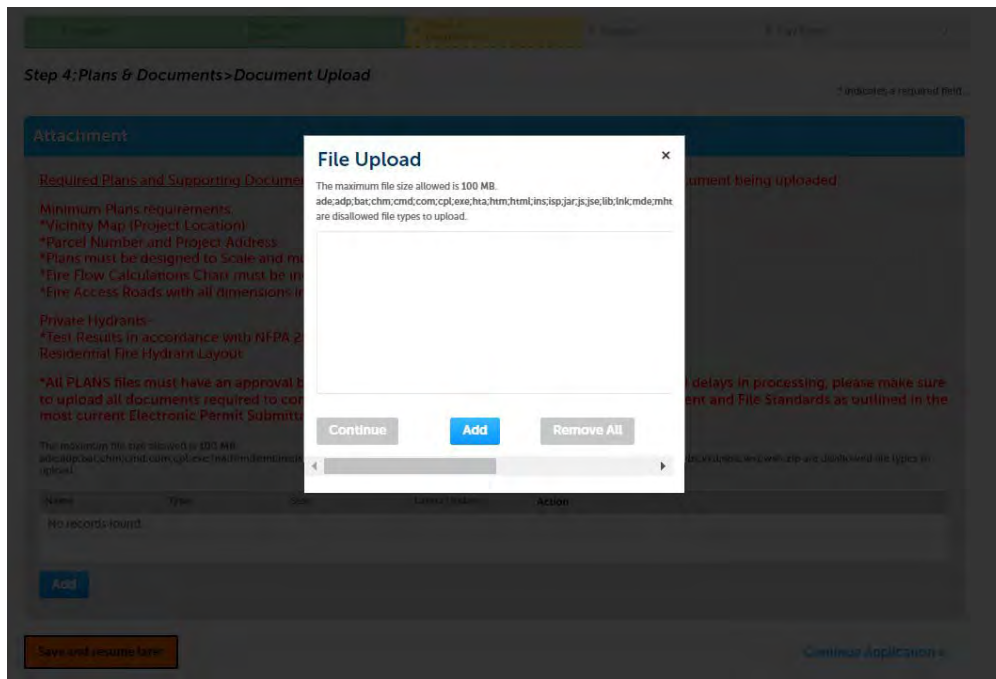 Step 4:Plans & Documents>Document Upload
* indicates a required field.
Attachment
Required Plans and Supporting Docume
ument being uploaded
Minimum Plans requirements
*Vicinity Map (Project Location)
*Parcel Number and Project Address
*Plans must be designed to Scale and mu
*Fire Flow Calculations Chart must be in
*Fire Access Roads with all dimensions in
Private Hydrants-
*Test Results in accordance with NFPA 2
Residential Fire Hydrant Layout
*All PLANS files must have an approval b
delays in processing, please make sure
to upload all documents required to con
ent and File Standards as outlined in the
most current Electronic Permit Submitta
The maximum file size allowed is 100 MB.
are disallowed file types to
upload.
Name Type Size Action
No records found.
Add
Save and resume later
Continue Application »
File Upload
×
The maximum file size allowed is 100 MB.
ade;adp;bat;chm;cmd;com;cpl;exe;hta;htm;html;ins;isp;jar;js;jse;lib;lnk;mde;mht
are disallowed file types to upload.
Continue Add Remove All